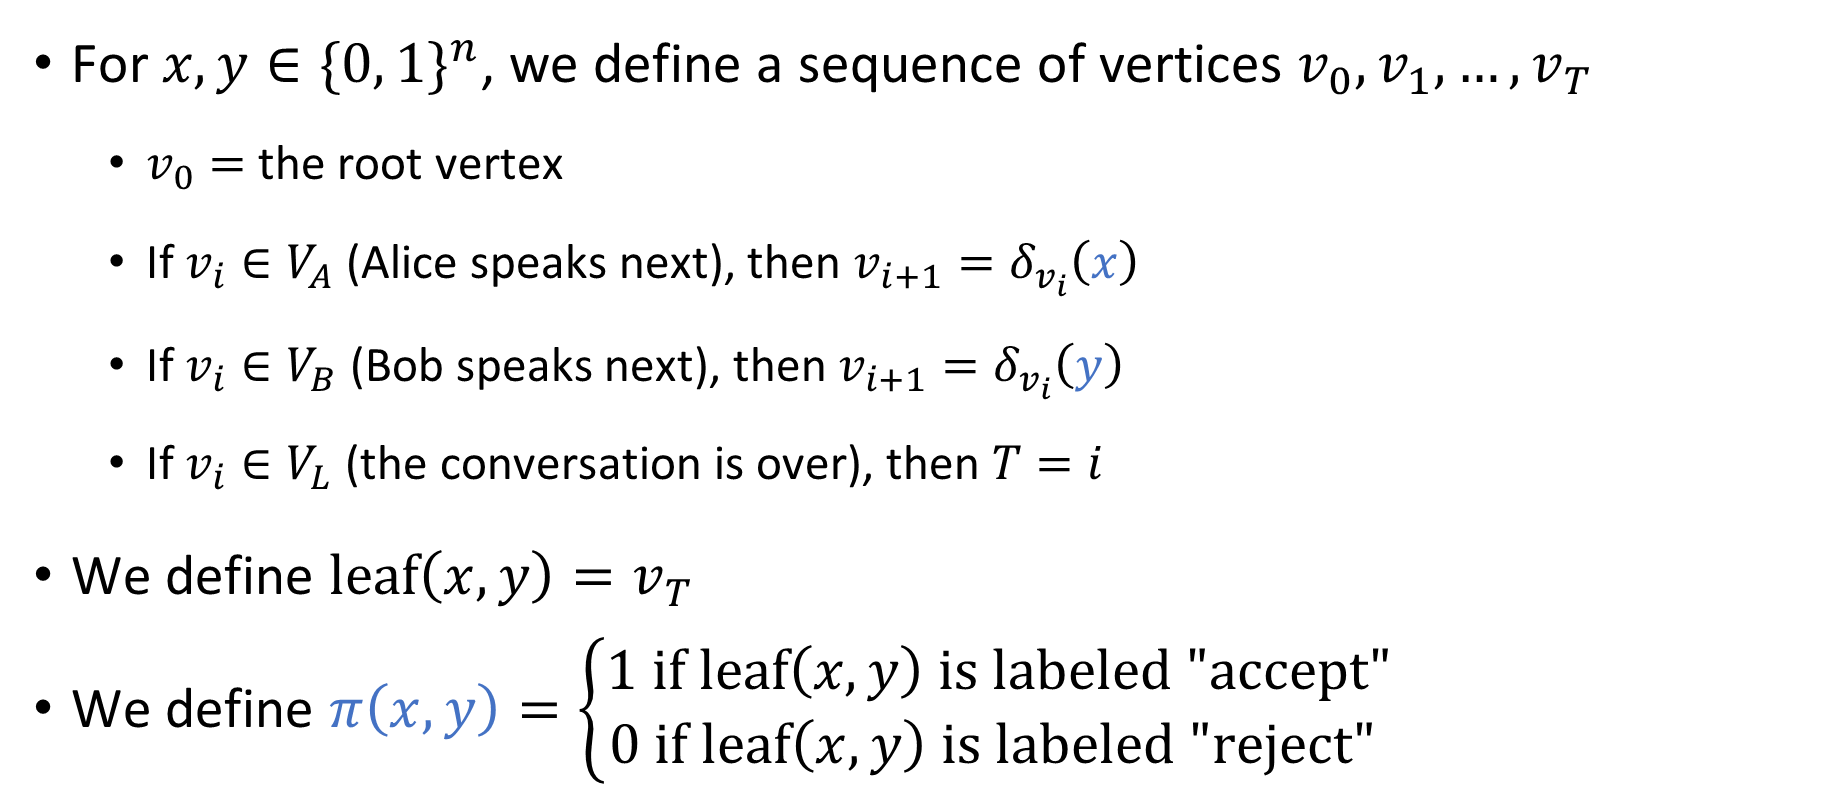 • For x, y ∈ {0, 1}ⁿ, we define a sequence of vertices v₀, v₁, … , v_T
• v₀ = the root vertex
• If vᵢ ∈ V_A (Alice speaks next), then vᵢ₊₁ = δ_{vᵢ}(x)
• If vᵢ ∈ V_B (Bob speaks next), then vᵢ₊₁ = δ_{vᵢ}(y)
• If vᵢ ∈ V_L (the conversation is over), then T = i
• We define leaf(x, y) = v_T
• We define π(x, y) = { 1 if leaf(x, y) is labeled "accept"
0 if leaf(x, y) is labeled "reject"